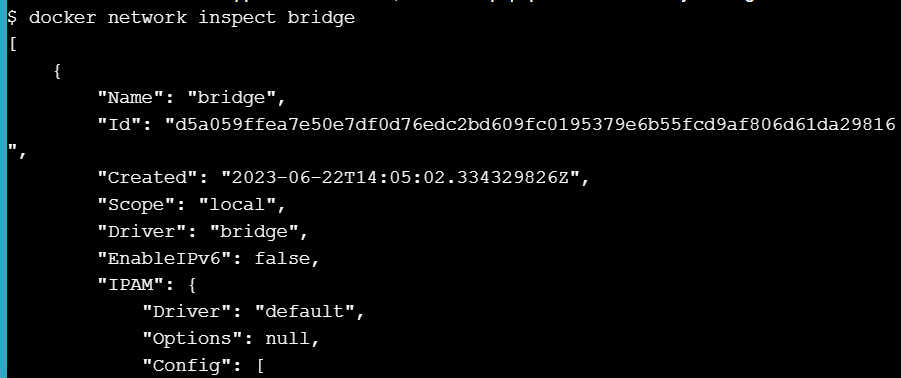 $ docker network inspect bridge
[
    {
        "Name": "bridge",
        "Id": "d5a059ffea7e50e7df0d76edc2bd609fc0195379e6b55fcd9af806d61da29816
",
        "Created": "2023-06-22T14:05:02.334329826Z",
        "Scope": "local",
        "Driver": "bridge",
        "EnableIPv6": false,
        "IPAM": {
            "Driver": "default",
            "Options": null,
            "Config": [